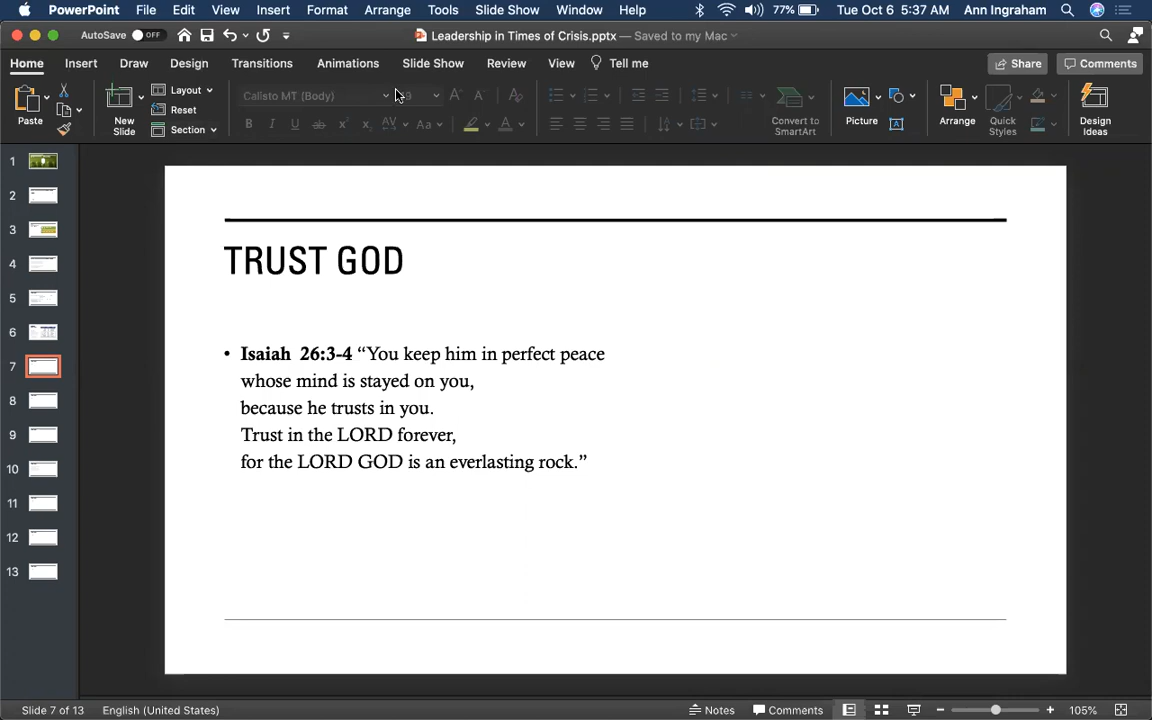 PowerPoint File Edit View Insert Format Arrange Tools Slide Show Window Help 77% Tue Oct 6 5:37 AM Ann Ingraham
AutoSave OFF Leadership in Times of Crisis.pptx — Saved to my Mac
Home Insert Draw Design Transitions Animations Slide Show Review View Tell me Share Comments
Paste New Slide Layout Reset Section Calisto MT (Body) Convert to SmartArt Picture Arrange Quick Styles Design Ideas
1
2
3
4
5
6
7
8
9
10
11
12
13
TRUST GOD
• Isaiah 26:3-4 “You keep him in perfect peace
whose mind is stayed on you,
because he trusts in you.
Trust in the LORD forever,
for the LORD GOD is an everlasting rock.”
Slide 7 of 13 English (United States) Notes Comments 105%